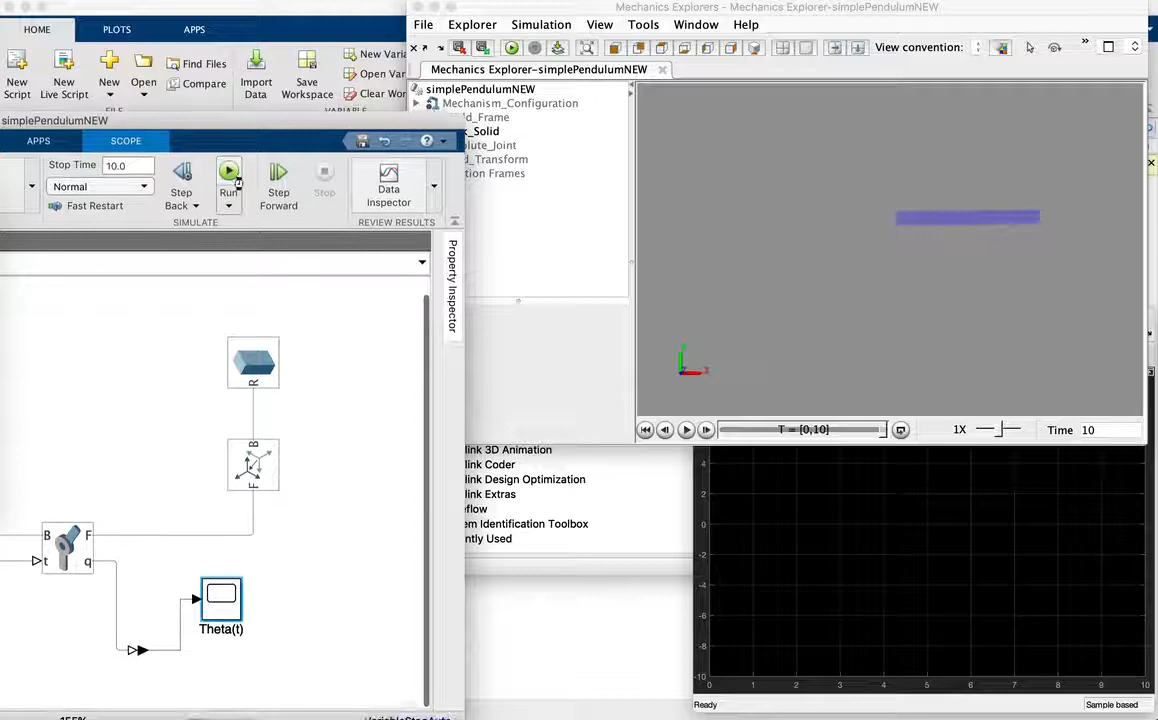 Mechanics Explorers - Mechanics Explorer-simplePendulumNEW
HOME PLOTS APPS
File Explorer Simulation View Tools Window Help
New Script
New Live Script
New
Open
Find Files
Compare
Import Data
Save Workspace
New Varia
Open Var
Clear Wor
FILE
View convention:
Mechanics Explorer-simplePendulumNEW
simplePendulumNEW
Mechanism_Configuration
ld_Frame
k_Solid
olute_Joint
d_Transform
tion Frames
simplePendulumNEW
APPS SCOPE
Stop Time 10.0
Normal
Fast Restart
Step Back
Run
Step Forward
Stop
Data Inspector
SIMULATE
REVIEW RESULTS
Property Inspector
R
B
F
B F
t q
Theta(t)
T = [0,10]
1X
Time 10
link 3D Animation
link Coder
link Design Optimization
link Extras
eflow
em Identification Toolbox
ntly Used
4
2
0
-2
-4
-6
-8
-10
0 1 2 3 4 5 6 7 8 9 10
Ready
Sample based